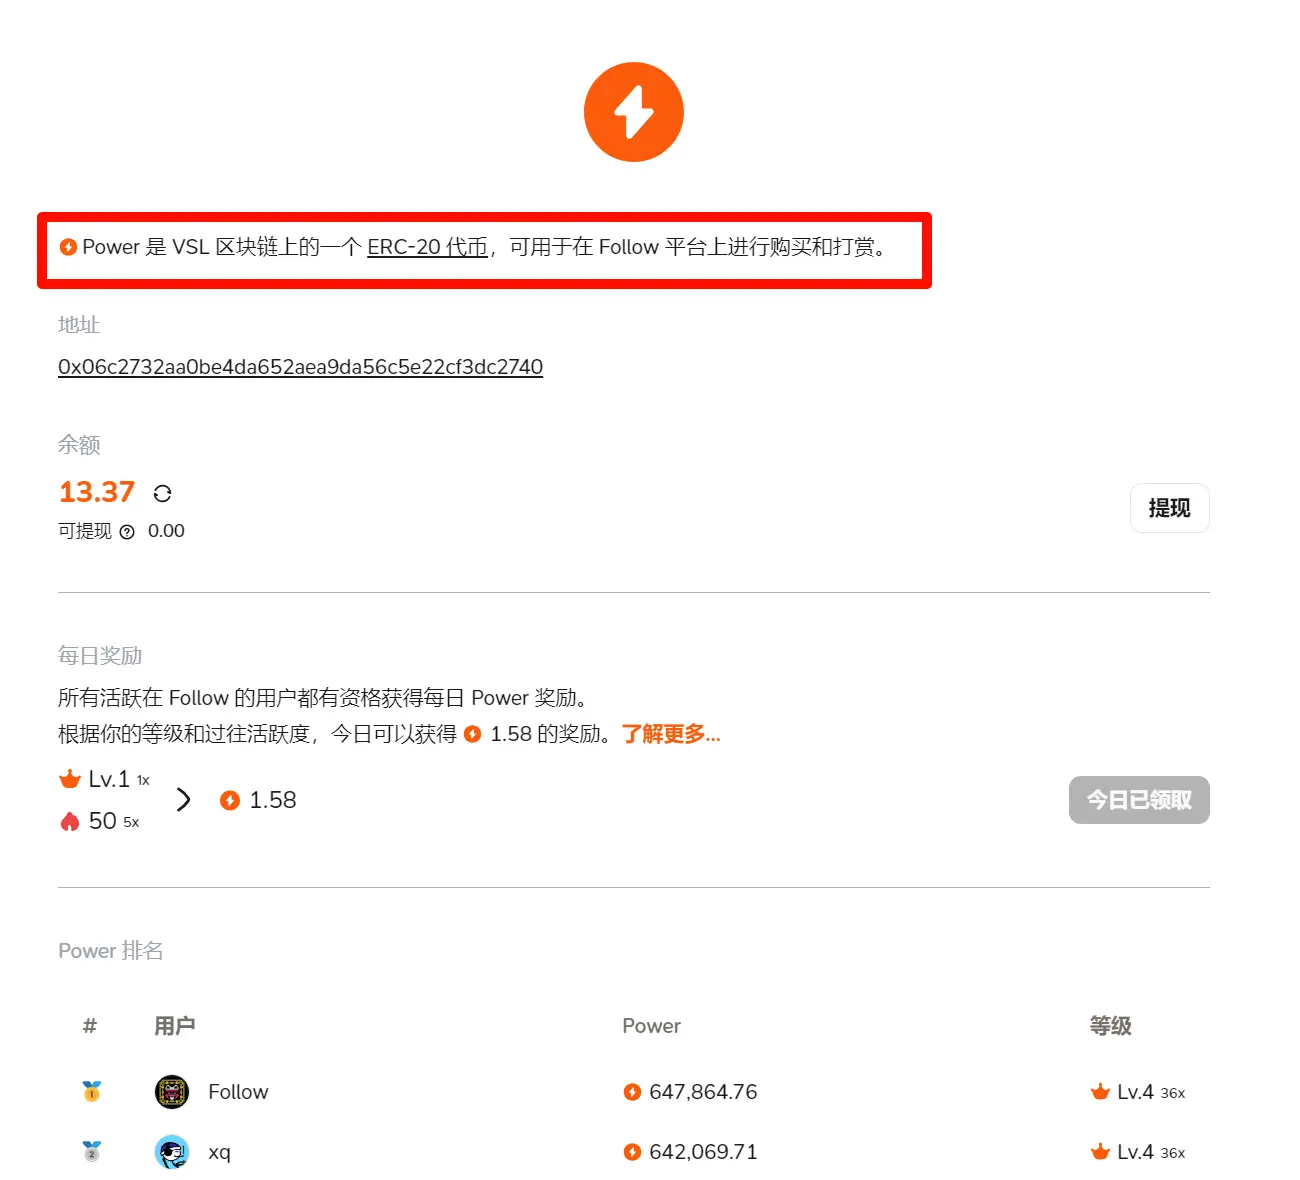 Power 是 VSL 区块链上的一个 ERC-20 代币，可用于在 Follow 平台上进行购买和打赏。
地址
0x06c2732aa0be4da652aea9da56c5e22cf3dc2740
余额
13.37
提现
可提现 0.00
每日奖励
所有活跃在 Follow 的用户都有资格获得每日 Power 奖励。
根据你的等级和过往活跃度，今日可以获得 1.58 的奖励。了解更多...
Lv.1 1x
50 5x
1.58
今日已领取
Power 排名
# 用户 Power 等级
1 Follow 647,864.76 Lv.4 36x
2 xq 642,069.71 Lv.4 36x